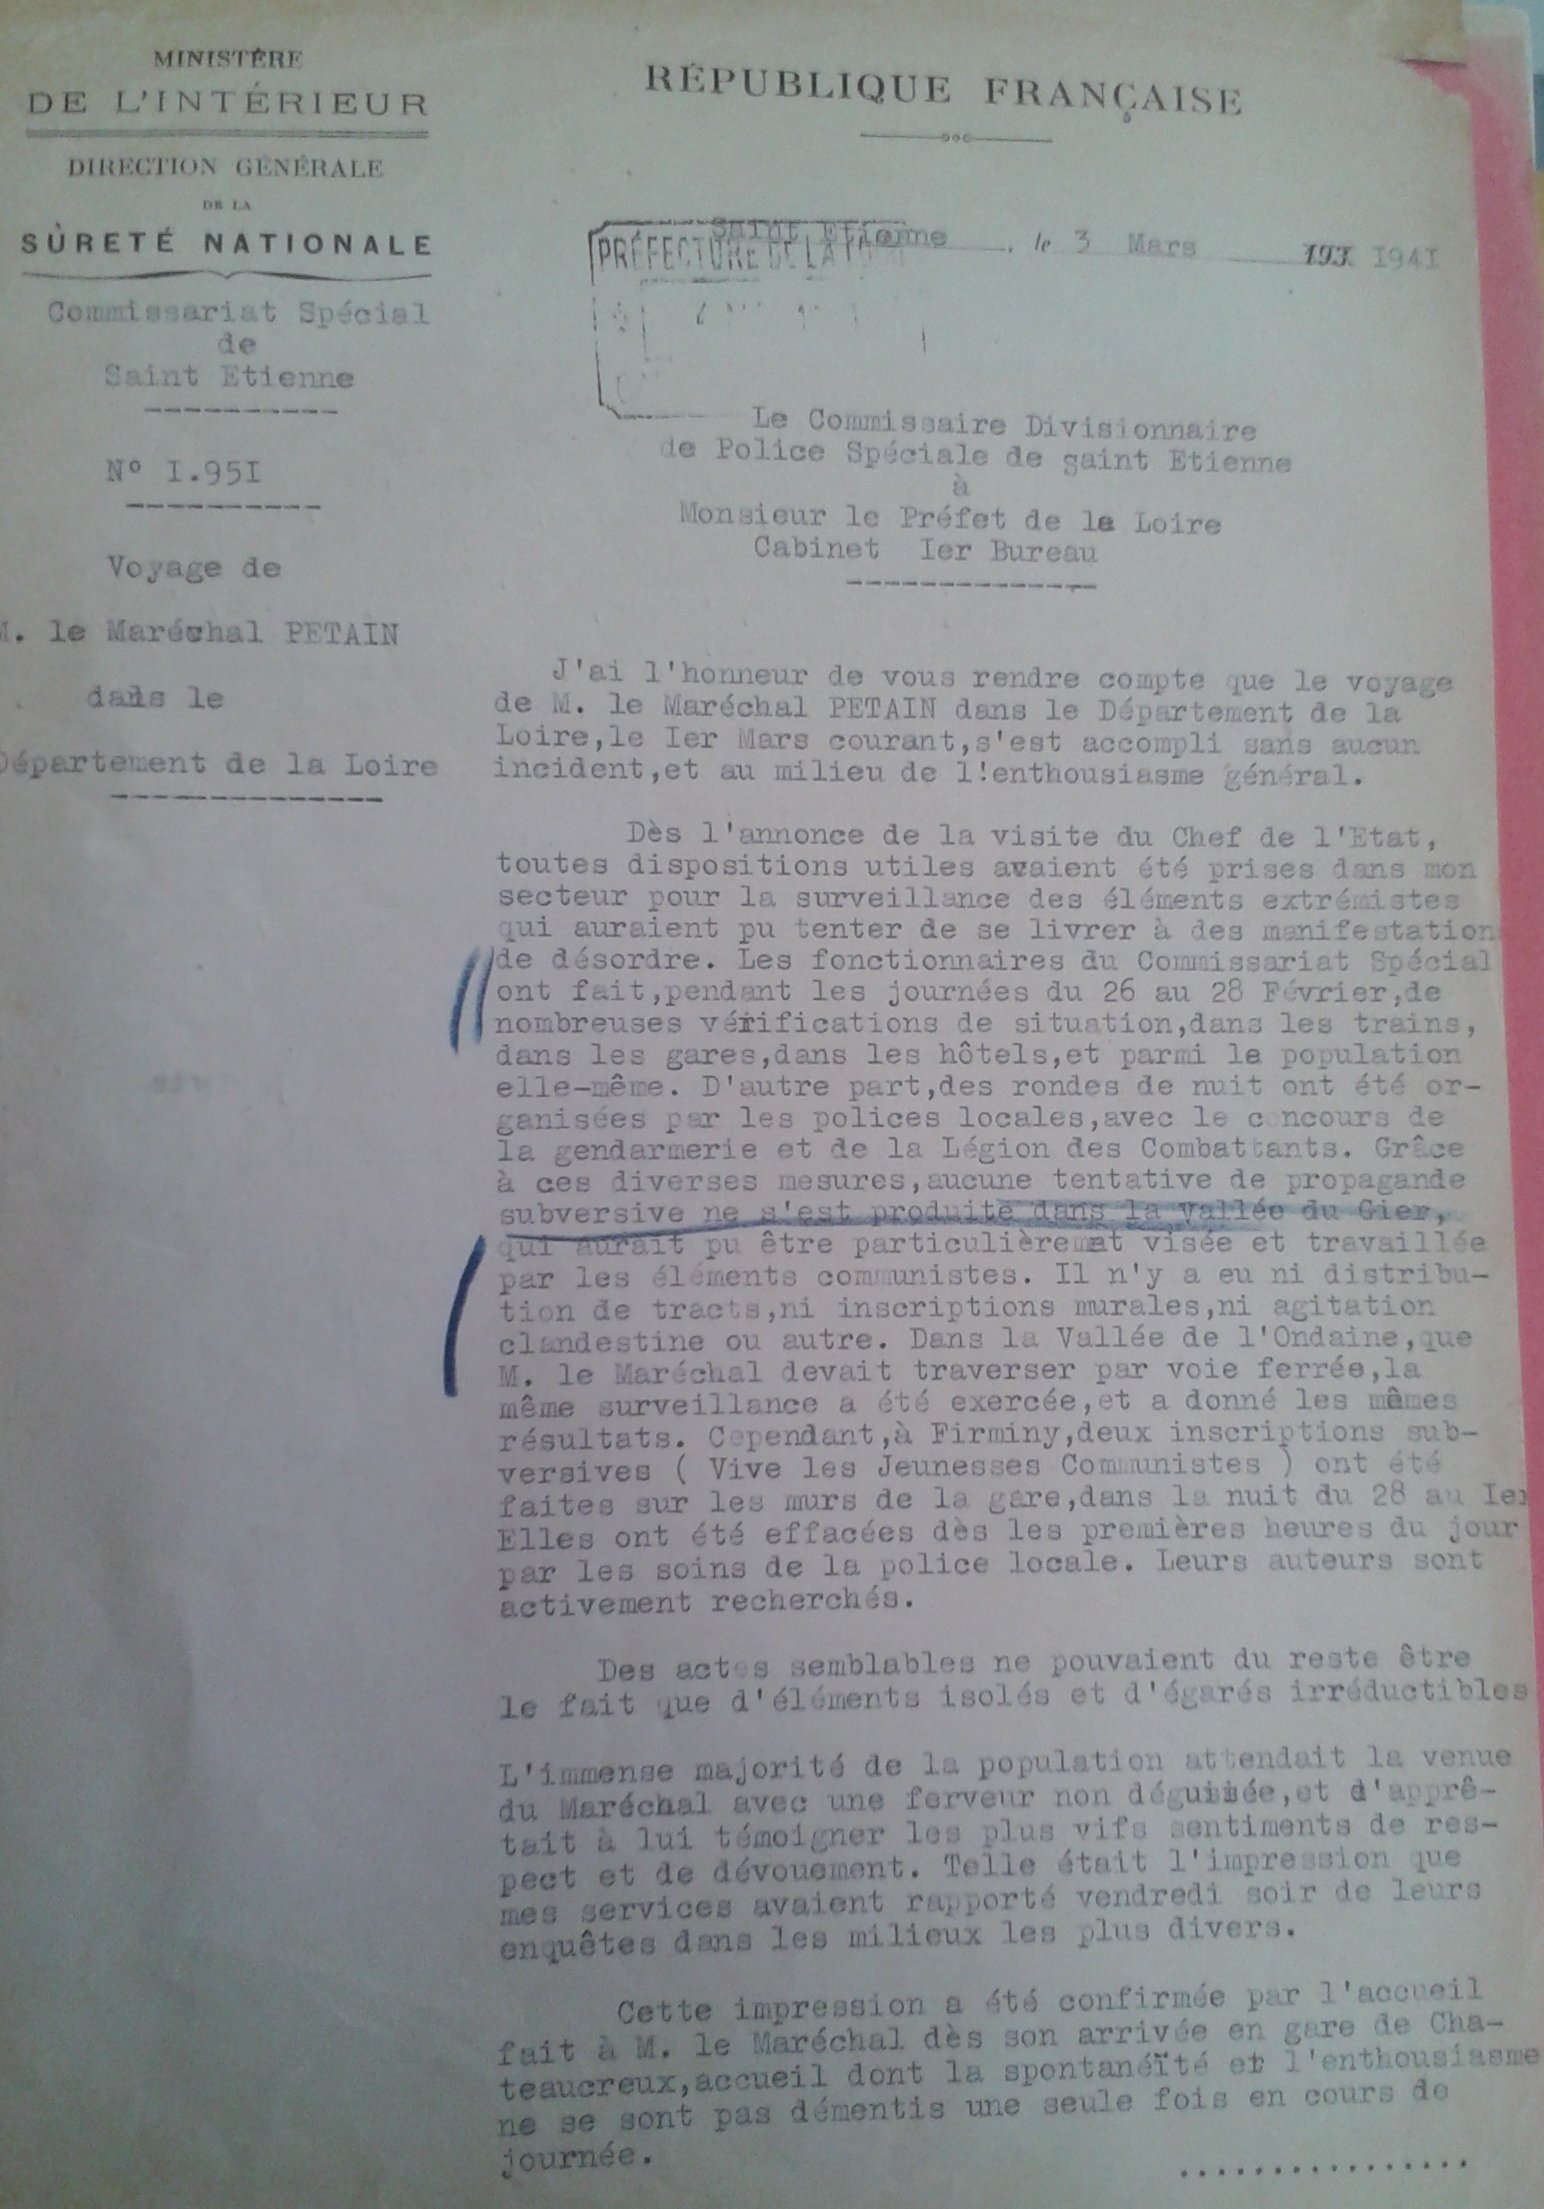 MINISTÈRE
DE L'INTÉRIEUR
DIRECTION GÉNÉRALE
DE LA
SÛRETÉ NATIONALE
Commissariat Spécial
de
Saint Etienne
N° I.95I
Voyage de
M. le Maréchal PETAIN
dans le
Département de la Loire
RÉPUBLIQUE FRANÇAISE
Saint Etienne, le 3 Mars 193 I94I
PRÉFECTURE DE LA
Le Commissaire Divisionnaire
de Police Spéciale de saint Etienne
à
Monsieur le Préfet de la Loire
Cabinet Ier Bureau
J'ai l'honneur de vous rendre compte que le voyage
de M. le Maréchal PETAIN dans le Département de la
Loire,le Ier Mars courant,s'est accompli sans aucun
incident,et au milieu de l!enthousiasme général.
Dès l'annonce de la visite du Chef de l'Etat,
toutes dispositions utiles avaient été prises dans mon
secteur pour la surveillance des éléments extrémistes
qui auraient pu tenter de se livrer à des manifestation
de désordre. Les fonctionnaires du Commissariat Spécial
ont fait,pendant les journées du 26 au 28 Février,de
nombreuses vérifications de situation,dans les trains,
dans les gares,dans les hôtels,et parmi la population
elle-même. D'autre part,des rondes de nuit ont été or-
ganisées par les polices locales,avec le concours de
la gendarmerie et de la Légion des Combattants. Grâce
à ces diverses mesures,aucune tentative de propagande
subversive ne s'est produite dans la vallée du Gier,
qui aurait pu être particulièrement visée et travaillée
par les éléments communistes. Il n'y a eu ni distribu-
tion de tracts,ni inscriptions murales,ni agitation
clandestine ou autre. Dans la Vallée de l'Ondaine,que
M. le Maréchal devait traverser par voie ferrée,la
même surveillance a été exercée,et a donné les mêmes
résultats. Cependant,à Firminy,deux inscriptions sub-
versives ( Vive les Jeunesses Communistes ) ont été
faites sur les murs de la gare,dans la nuit du 28 au Ier
Elles ont été effacées dès les premières heures du jour
par les soins de la police locale. Leurs auteurs sont
activement recherchés.
Des actes semblables ne pouvaient du reste être
le fait que d'éléments isolés et d'égarés irréductibles
L'immense majorité de la population attendait la venue
du Maréchal avec une ferveur non déguisée,et d'apprê-
tait à lui témoigner les plus vifs sentiments de res-
pect et de dévouement. Telle était l'impression que
mes services avaient rapporté vendredi soir de leurs
enquêtes dans les milieux les plus divers.
Cette impression a été confirmée par l'accueil
fait à M. le Maréchal dès son arrivée en gare de Cha-
teaucreux,accueil dont la spontanéïté et l'enthousiasme
ne se sont pas démentis une seule fois en cours de
journée.
................